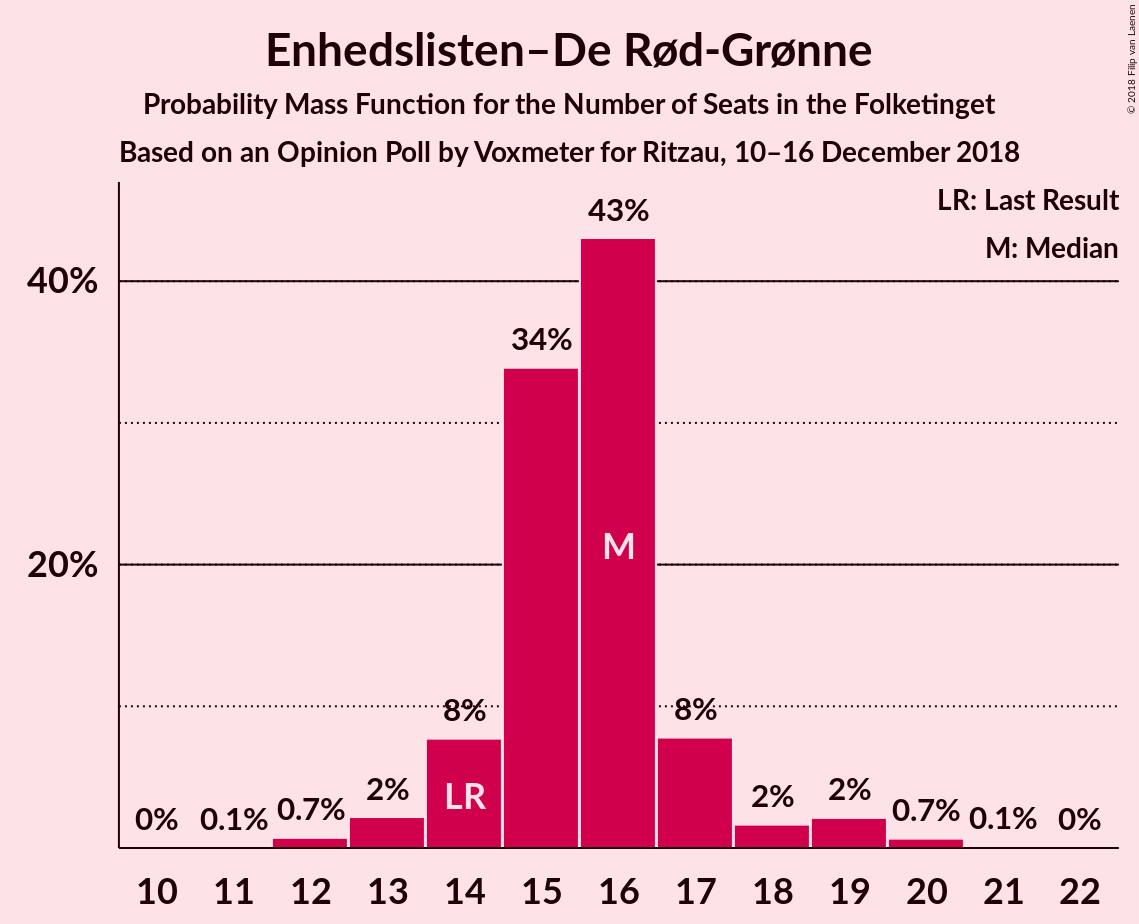 Enhedslisten–De Rød-Grønne
Probability Mass Function for the Number of Seats in the Folketinget
Based on an Opinion Poll by Voxmeter for Ritzau, 10–16 December 2018
© 2018 Filip van Laenen
LR: Last Result
M: Median
40%
20%
0%
0.1%
0.7%
2%
8%
34%
43%
8%
2%
2%
0.7%
0.1%
0%
LR
M
10 11 12 13 14 15 16 17 18 19 20 21 22